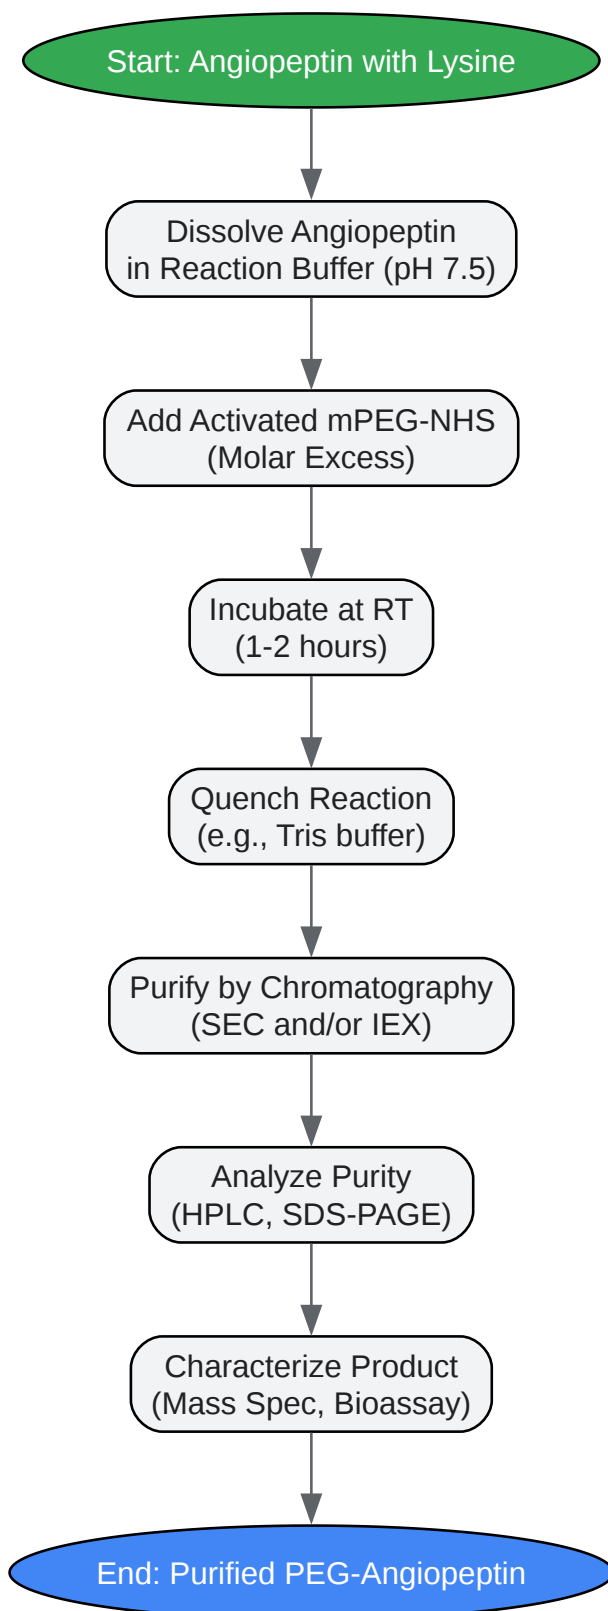 Start: Angiopeptin with Lysine
Dissolve Angiopeptin
in Reaction Buffer (pH 7.5)
Add Activated mPEG-NHS
(Molar Excess)
Incubate at RT
(1-2 hours)
Quench Reaction
(e.g., Tris buffer)
Purify by Chromatography
(SEC and/or IEX)
Analyze Purity
(HPLC, SDS-PAGE)
Characterize Product
(Mass Spec, Bioassay)
End: Purified PEG-Angiopeptin